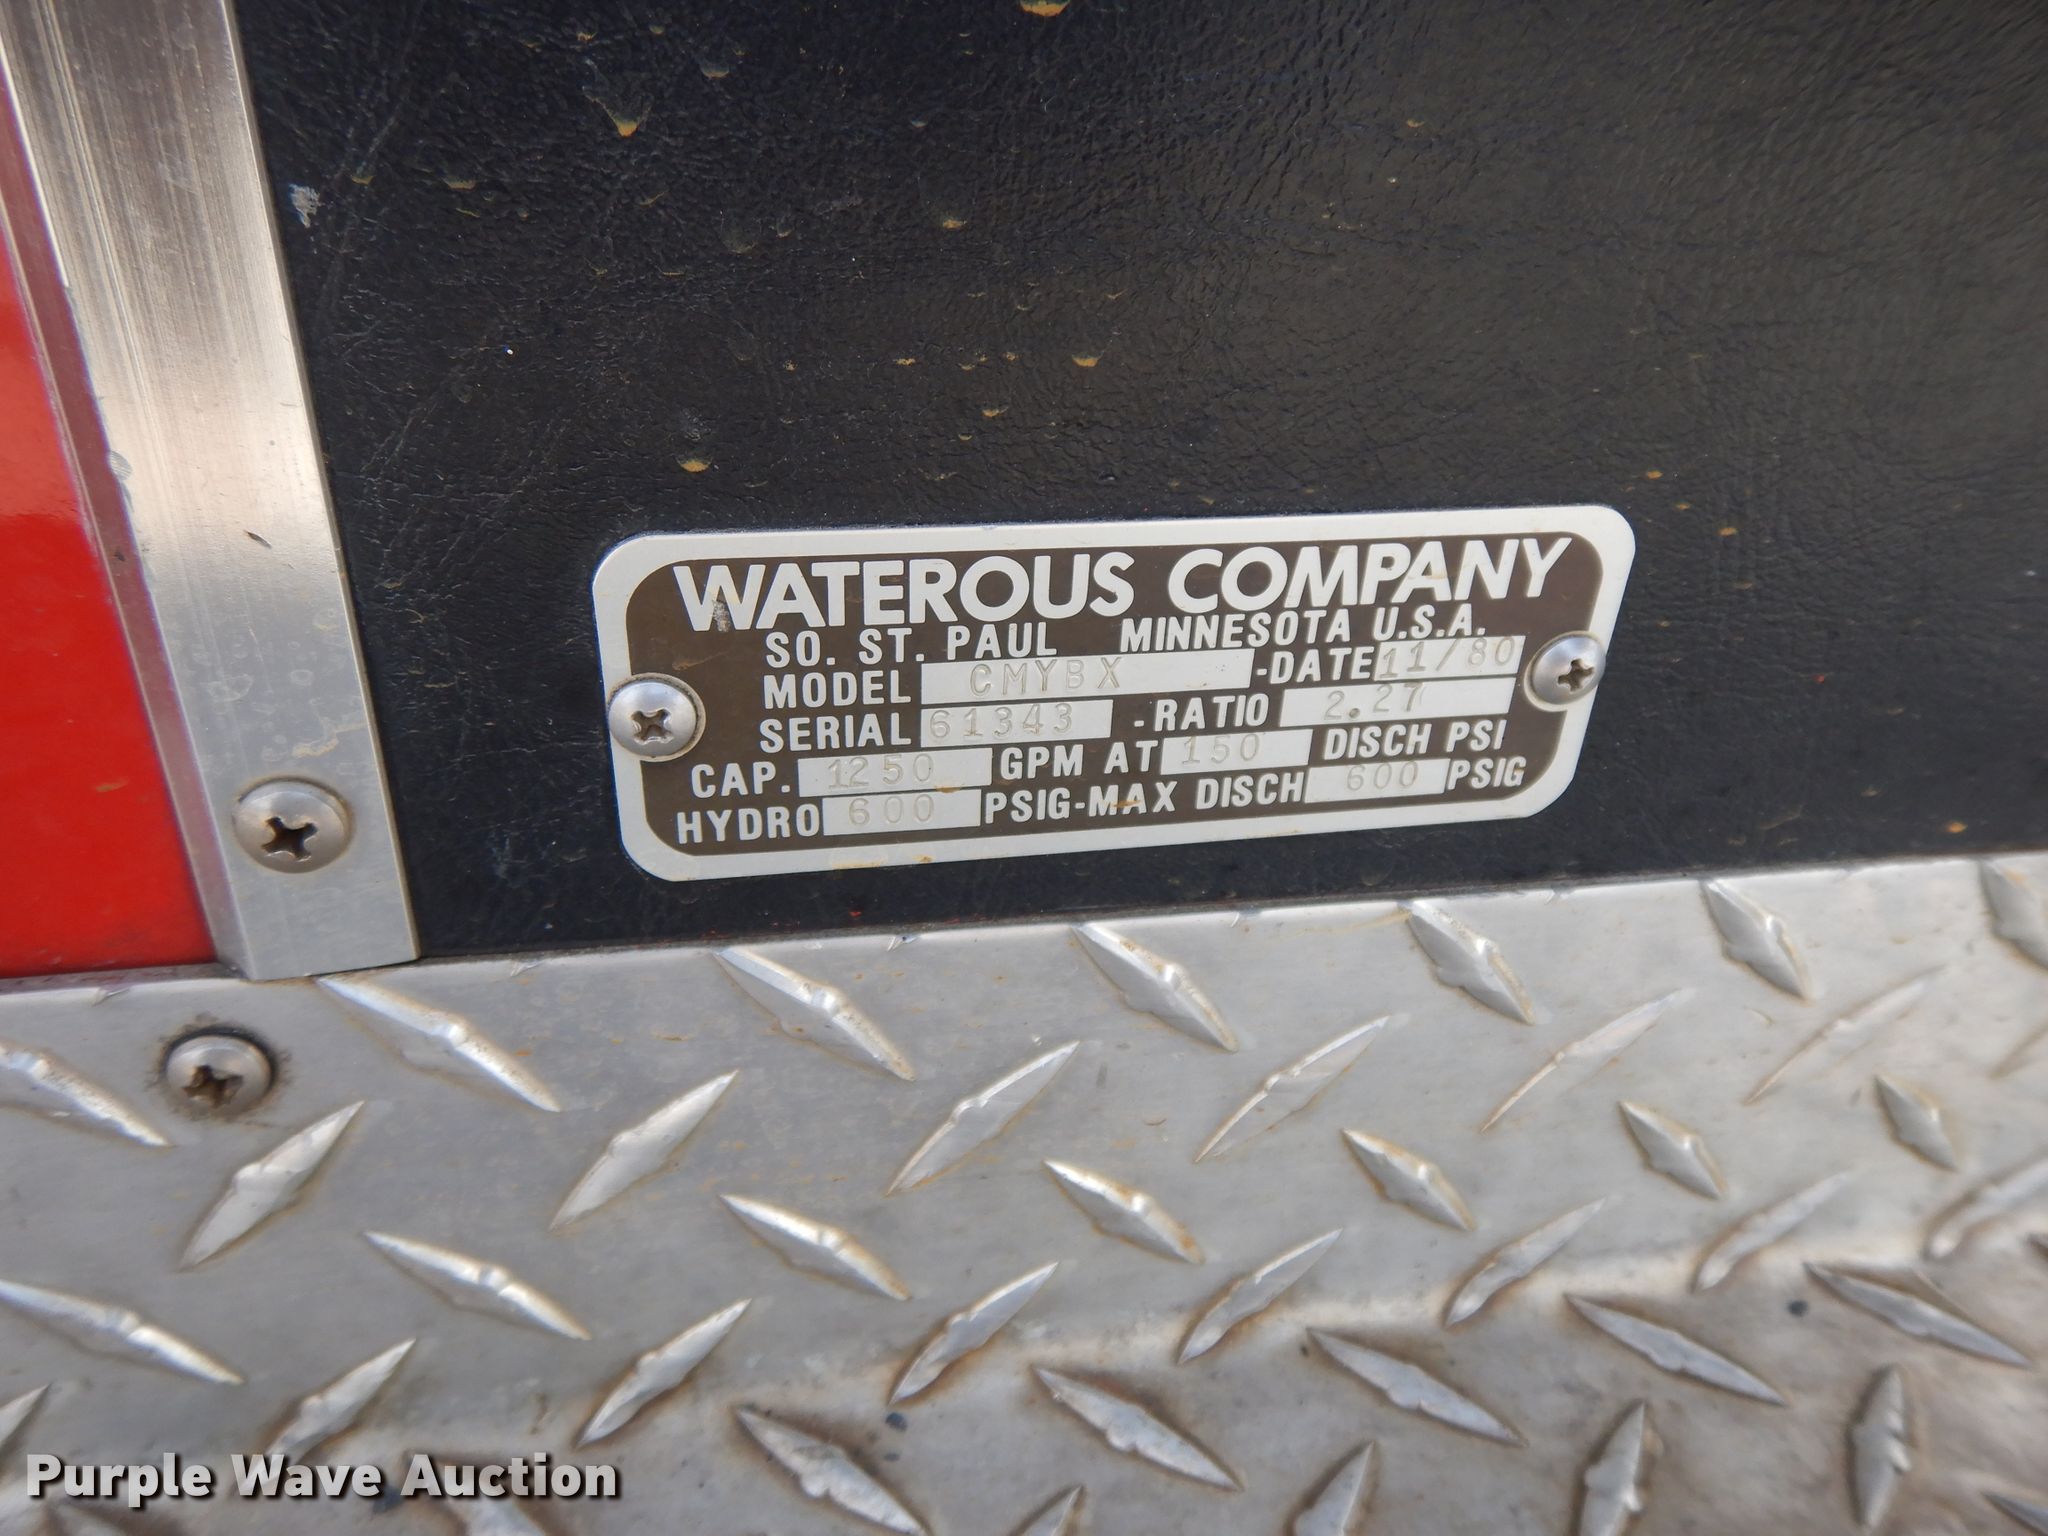 WATEROUS COMPANY
SO. ST. PAUL MINNESOTA U.S.A.
MODEL CMYBX -DATE 11/80
SERIAL 61343 -RATIO 2.27
CAP. 1250 GPM AT 150 DISCH PSI
HYDRO 600 PSIG-MAX DISCH 600 PSIG
Purple Wave Auction